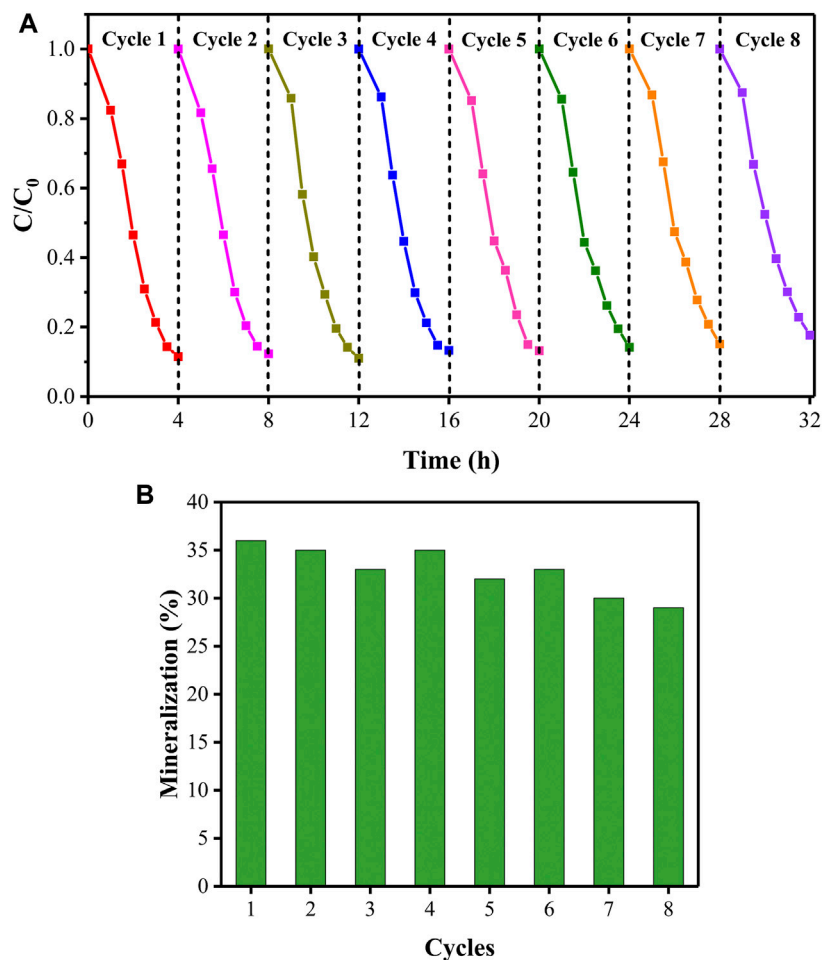 A
Cycle 1 Cycle 2 Cycle 3 Cycle 4 Cycle 5 Cycle 6 Cycle 7 Cycle 8
1.0
0.8
0.6
0.4
0.2
0.0
C/C₀
0 4 8 12 16 20 24 28 32
Time (h)
B
40
35
30
25
20
15
10
5
0
Mineralization (%)
1 2 3 4 5 6 7 8
Cycles